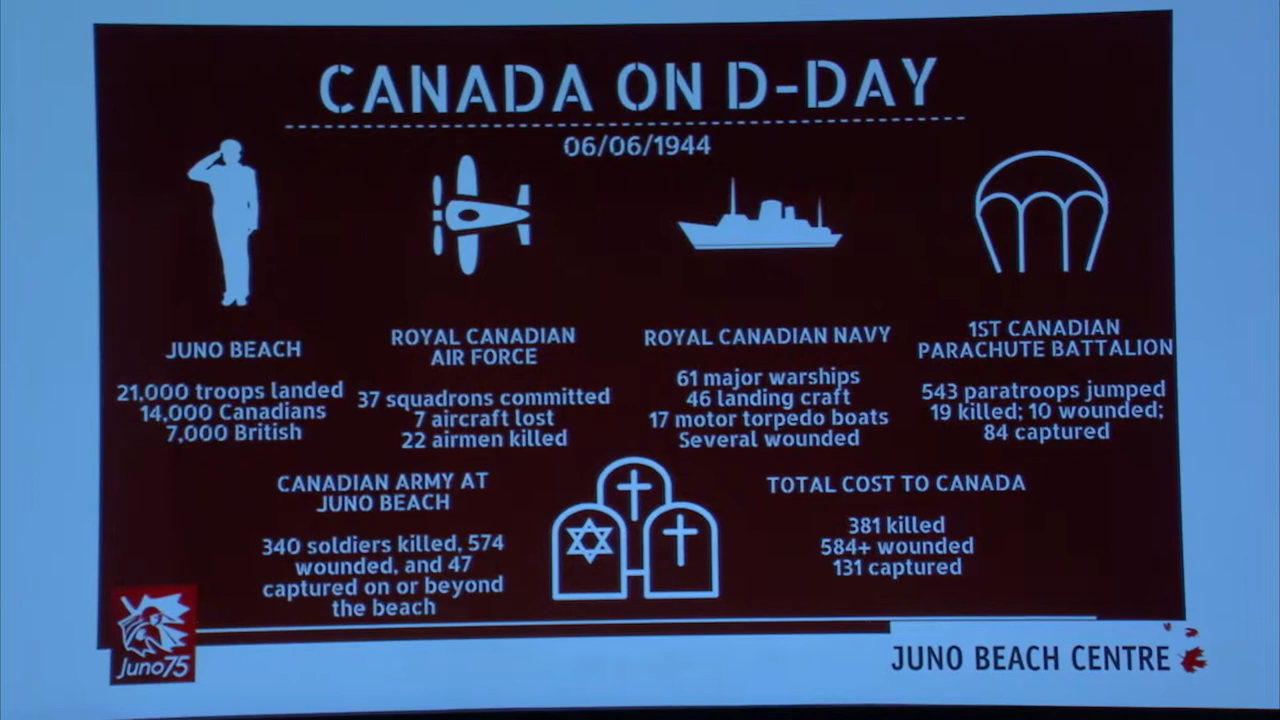 CANADA ON D-DAY
06/06/1944
JUNO BEACH
21,000 troops landed
14,000 Canadians
7,000 British
ROYAL CANADIAN
AIR FORCE
37 squadrons committed
7 aircraft lost
22 airmen killed
ROYAL CANADIAN NAVY
61 major warships
46 landing craft
17 motor torpedo boats
Several wounded
1ST CANADIAN
PARACHUTE BATTALION
543 paratroops jumped
19 killed; 10 wounded;
84 captured
CANADIAN ARMY AT
JUNO BEACH
340 soldiers killed, 574
wounded, and 47
captured on or beyond
the beach
TOTAL COST TO CANADA
381 killed
584+ wounded
131 captured
Juno75
JUNO BEACH CENTRE